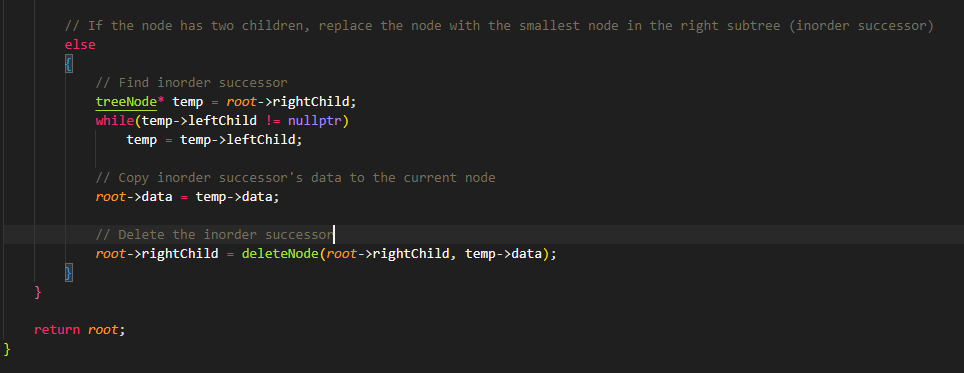 // If the node has two children, replace the node with the smallest node in the right subtree (inorder successor)
else
{
// Find inorder successor
treeNode* temp = root->rightChild;
while(temp->leftChild != nullptr)
temp = temp->leftChild;
// Copy inorder successor's data to the current node
root->data = temp->data;
// Delete the inorder successor
root->rightChild = deleteNode(root->rightChild, temp->data);
}
}
return root;
}